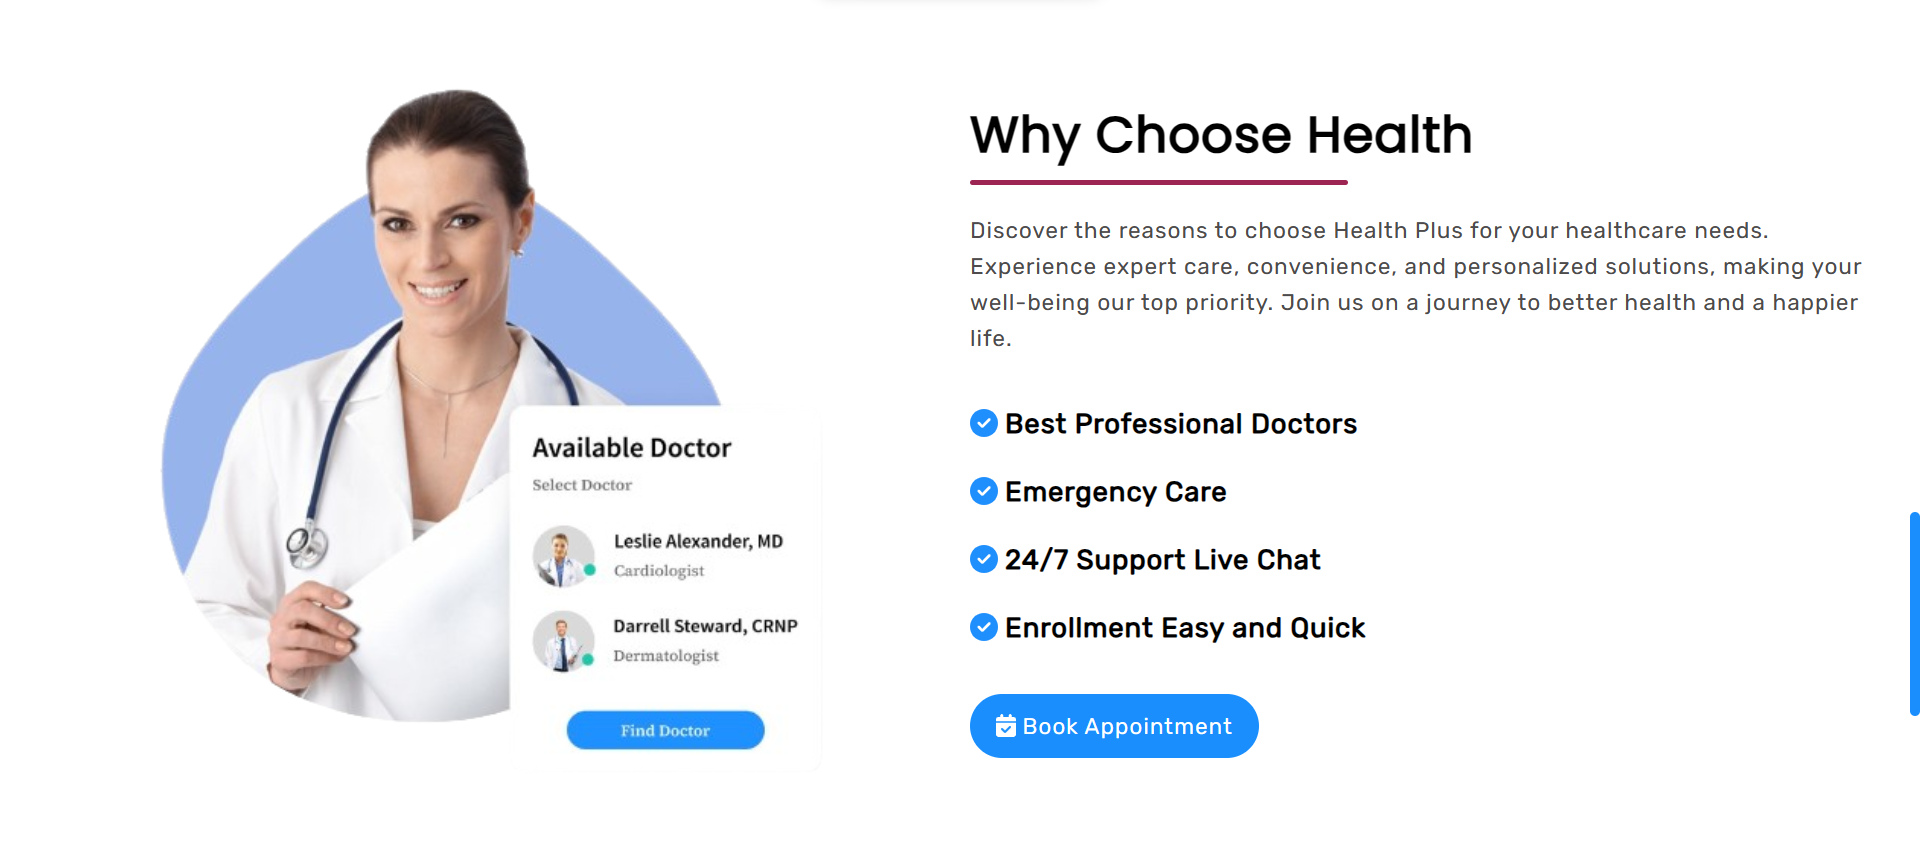 Why Choose Health
Discover the reasons to choose Health Plus for your healthcare needs.
Experience expert care, convenience, and personalized solutions, making your
well-being our top priority. Join us on a journey to better health and a happier
life.
Best Professional Doctors
Emergency Care
24/7 Support Live Chat
Enrollment Easy and Quick
Book Appointment
Available Doctor
Select Doctor
Leslie Alexander, MD
Cardiologist
Darrell Steward, CRNP
Dermatologist
Find Doctor